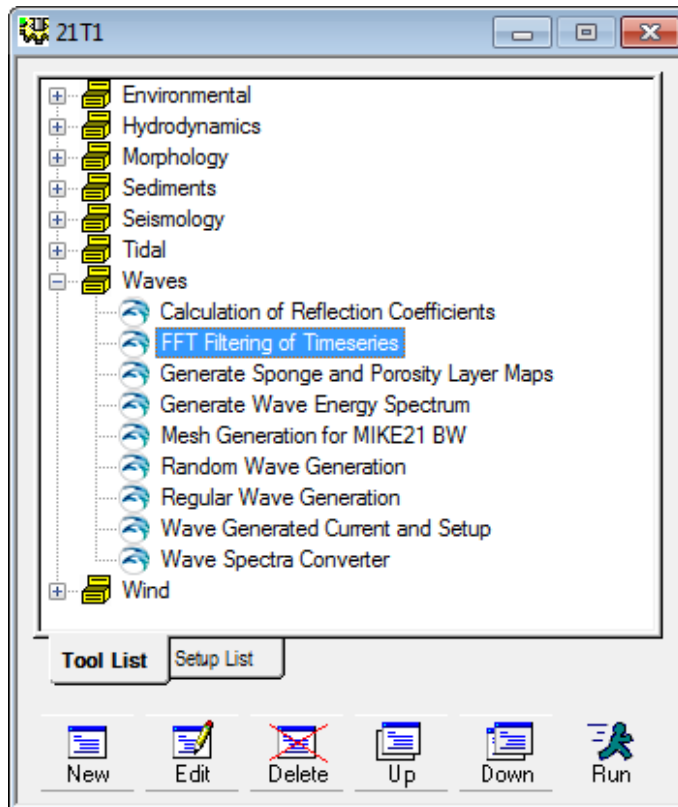 21T1
Environmental
Hydrodynamics
Morphology
Sediments
Seismology
Tidal
Waves
Calculation of Reflection Coefficients
FFT Filtering of Timeseries
Generate Sponge and Porosity Layer Maps
Generate Wave Energy Spectrum
Mesh Generation for MIKE21 BW
Random Wave Generation
Regular Wave Generation
Wave Generated Current and Setup
Wave Spectra Converter
Wind
Tool List Setup List
New Edit Delete Up Down Run